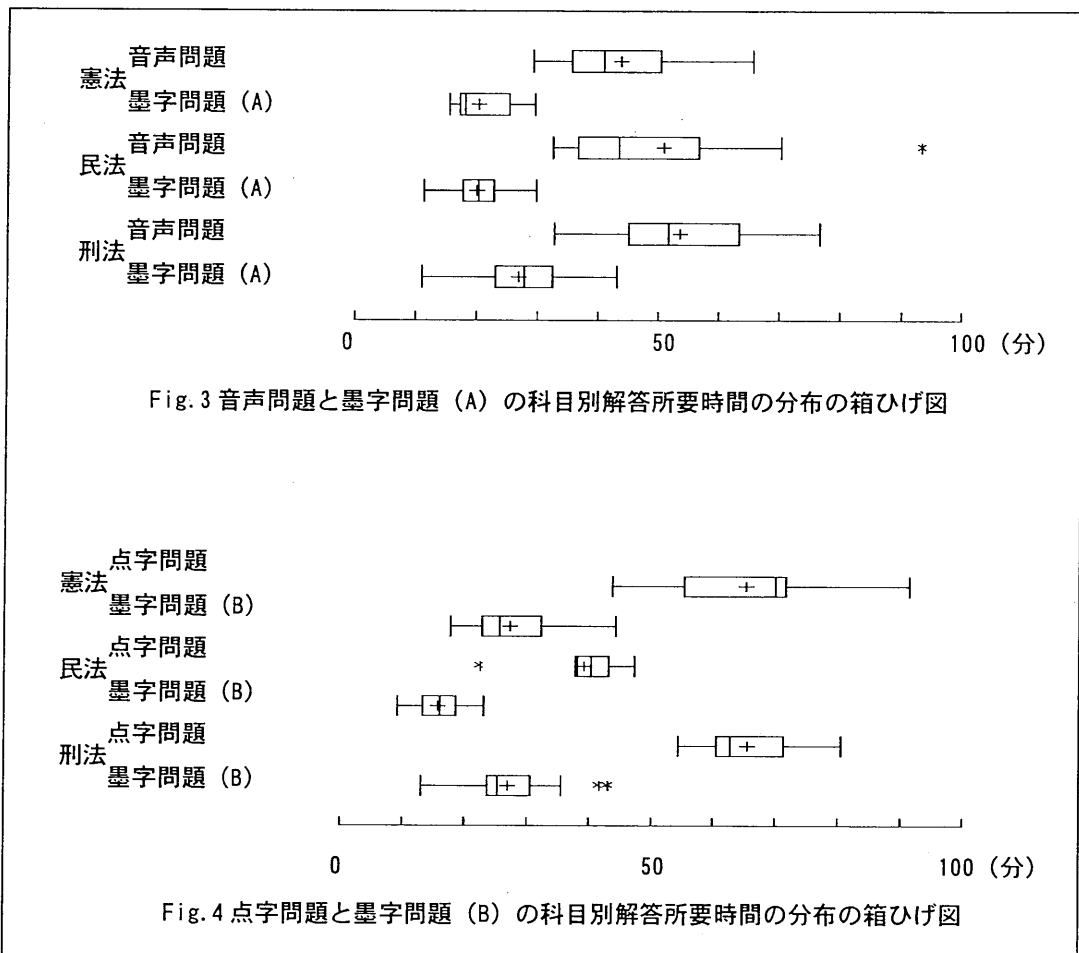 音声問題
憲法
墨字問題 (A)
音声問題
民法
墨字問題 (A)
音声問題
刑法
墨字問題 (A)
0 50 100 (分)
Fig.3 音声問題と墨字問題 (A) の科目別解答所要時間の分布の箱ひげ図
点字問題
憲法
墨字問題 (B)
点字問題
民法
墨字問題 (B)
点字問題
刑法
墨字問題 (B)
0 50 100 (分)
Fig.4 点字問題と墨字問題 (B) の科目別解答所要時間の分布の箱ひげ図